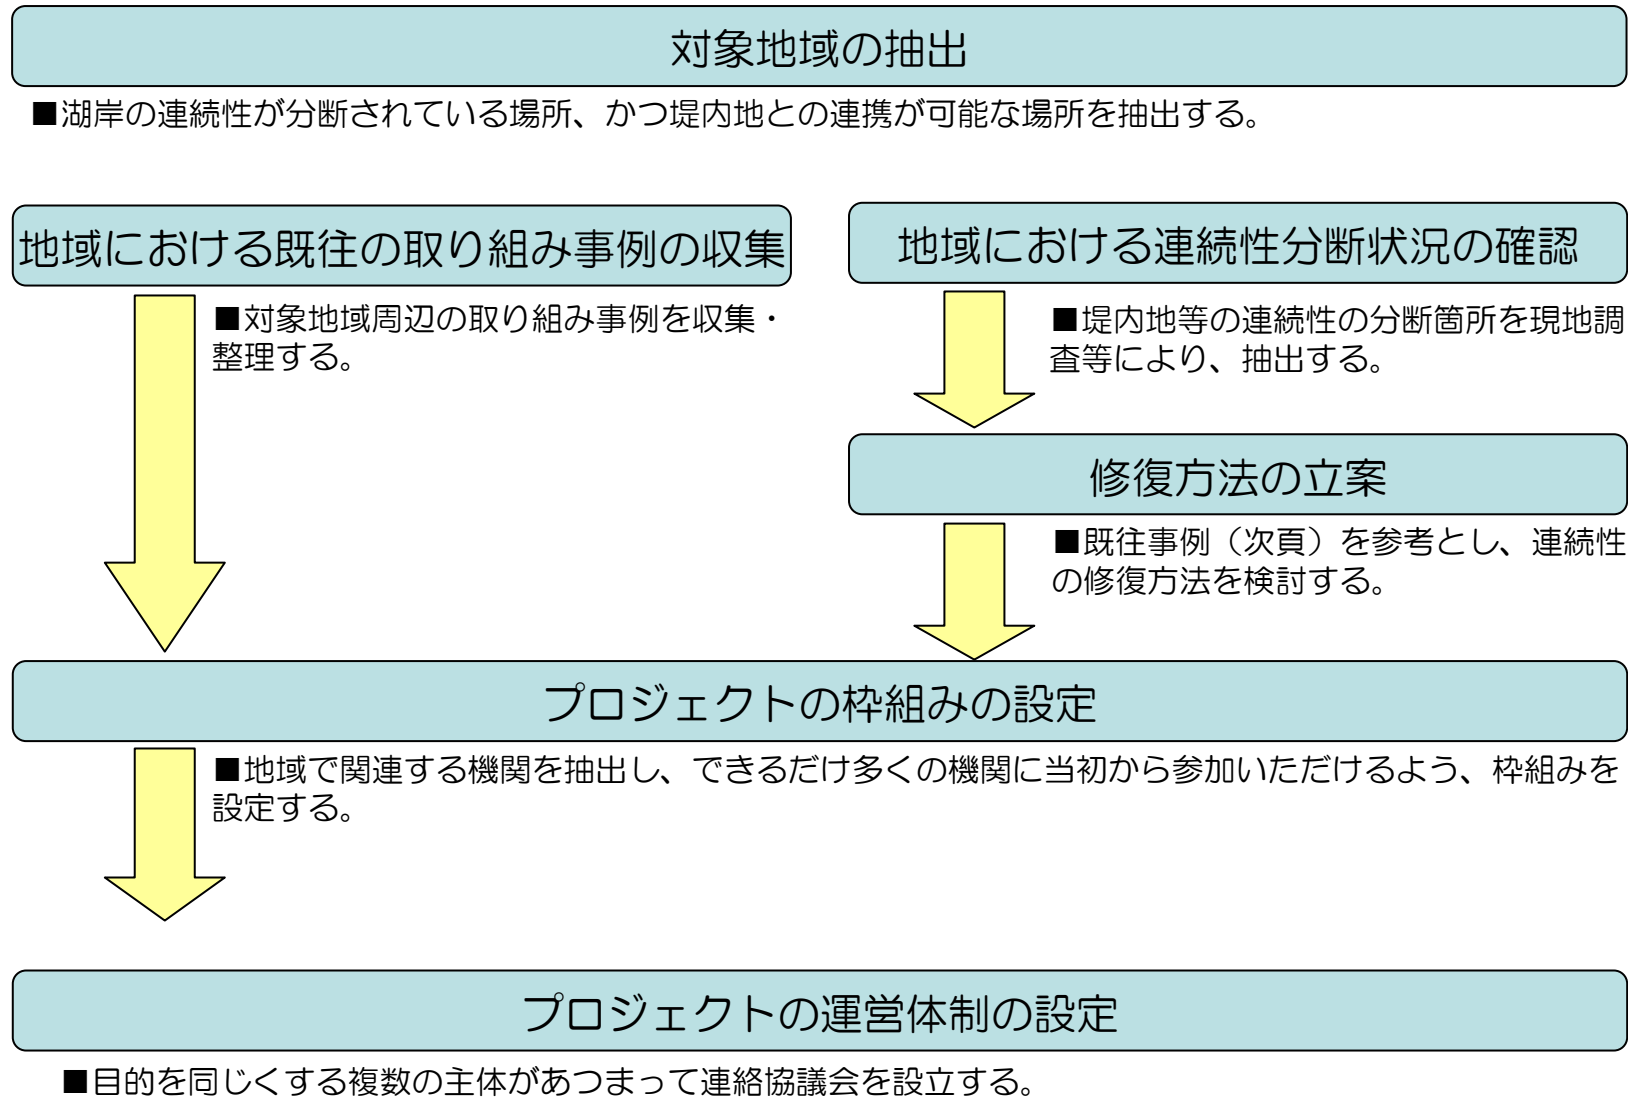 対象地域の抽出
■湖岸の連続性が分断されている場所、かつ堤内地との連携が可能な場所を抽出する。
地域における既往の取り組み事例の収集
■対象地域周辺の取り組み事例を収集・
整理する。
地域における連続性分断状況の確認
■堤内地等の連続性の分断箇所を現地調
査等により、抽出する。
修復方法の立案
■既往事例（次頁）を参考とし、連続性
の修復方法を検討する。
プロジェクトの枠組みの設定
■地域で関連する機関を抽出し、できるだけ多くの機関に当初から参加いただけるよう、枠組みを
設定する。
プロジェクトの運営体制の設定
■目的を同じくする複数の主体があつまって連絡協議会を設立する。